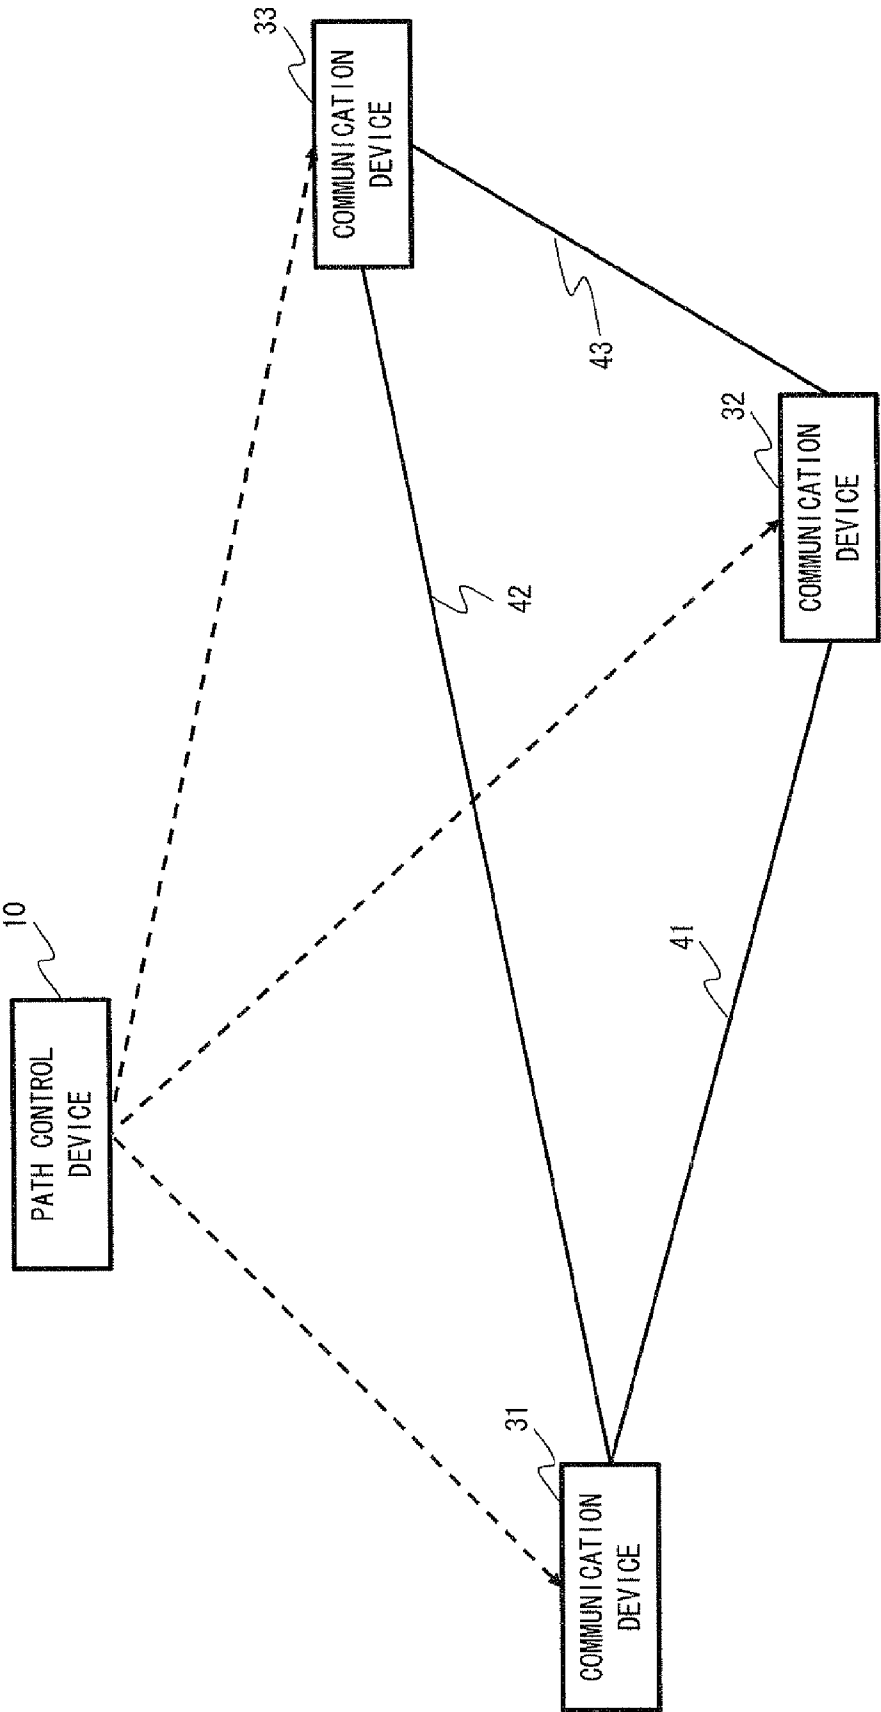 10
PATH CONTROL
DEVICE
33
COMMUNICATION
DEVICE
42
43
31
COMMUNICATION
DEVICE
41
32
COMMUNICATION
DEVICE